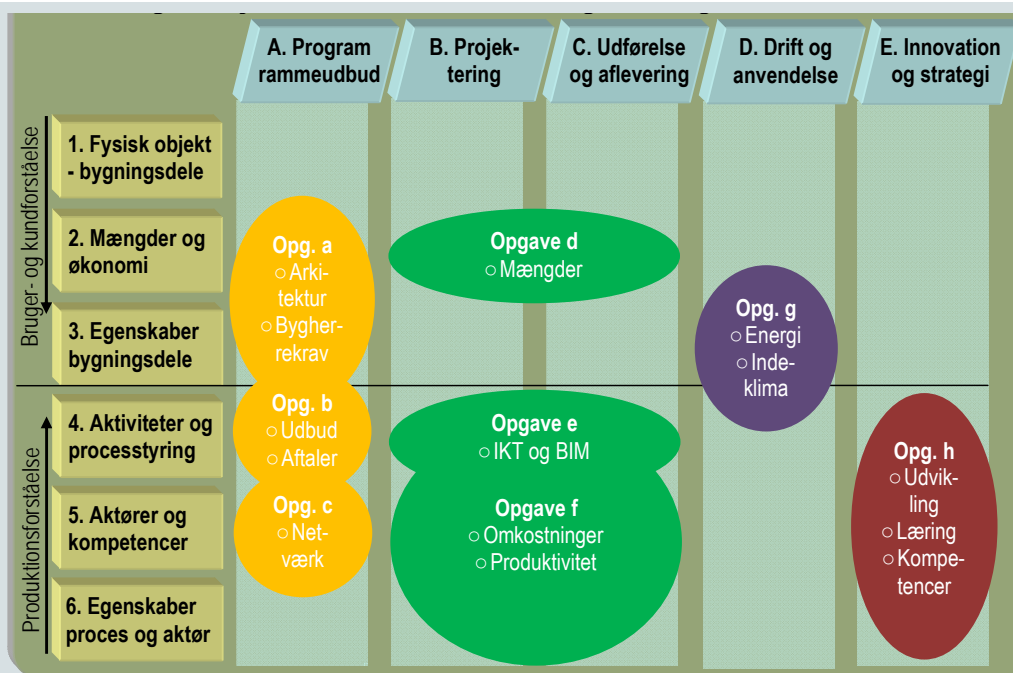 A. Program
rammeudbud
B. Projek-
tering
C. Udførelse
og aflevering
D. Drift og
anvendelse
E. Innovation
og strategi
Bruger- og kundforståelse
1. Fysisk objekt
- bygningsdele
2. Mængder og
økonomi
3. Egenskaber
bygningsdele
Produktionsforståelse
4. Aktiviteter og
processtyring
5. Aktører og
kompetencer
6. Egenskaber
proces og aktør
Opg. a
○ Arki-
tektur
○ Bygher-
rekrav
Opg. b
○ Udbud
○ Aftaler
Opg. c
○ Net-
værk
Opgave d
○ Mængder
Opgave e
○ IKT og BIM
Opgave f
○ Omkostninger
○ Produktivitet
Opg. g
○ Energi
○ Inde-
klima
Opg. h
○ Udvik-
ling
○ Læring
○ Kompe-
tencer